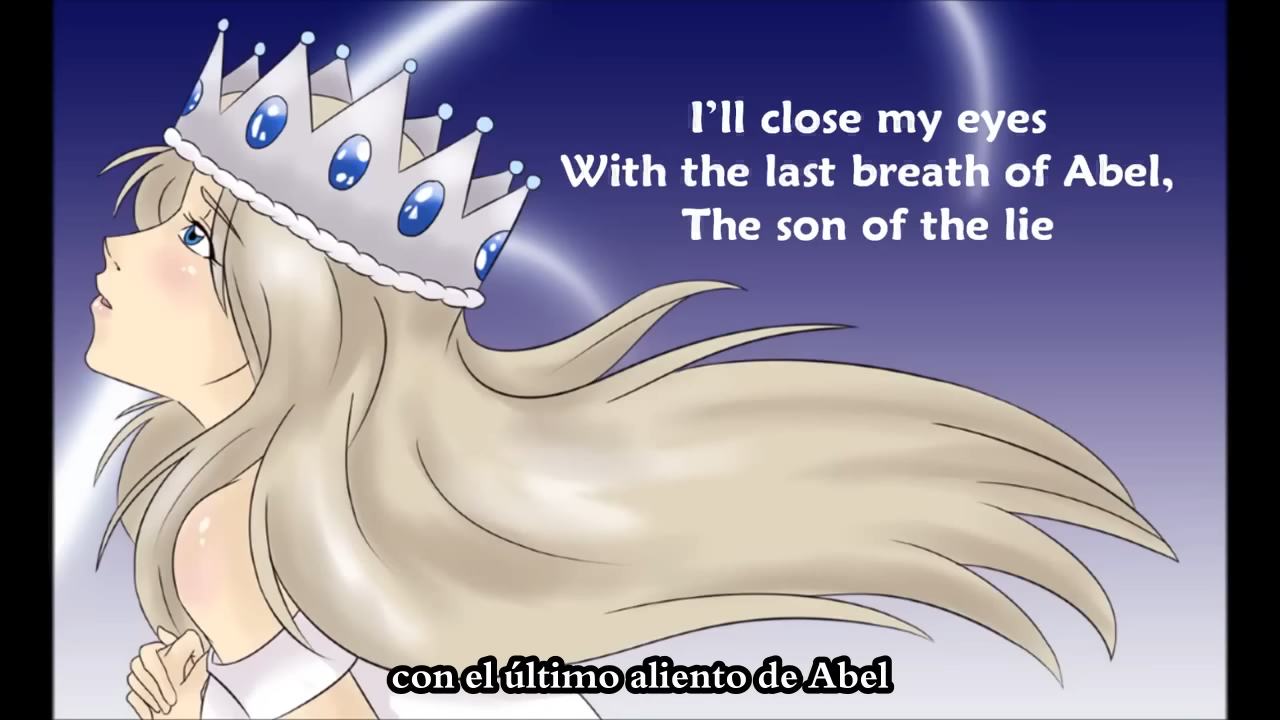 I'll close my eyes
With the last breath of Abel,
The son of the lie
con el último aliento de Abel